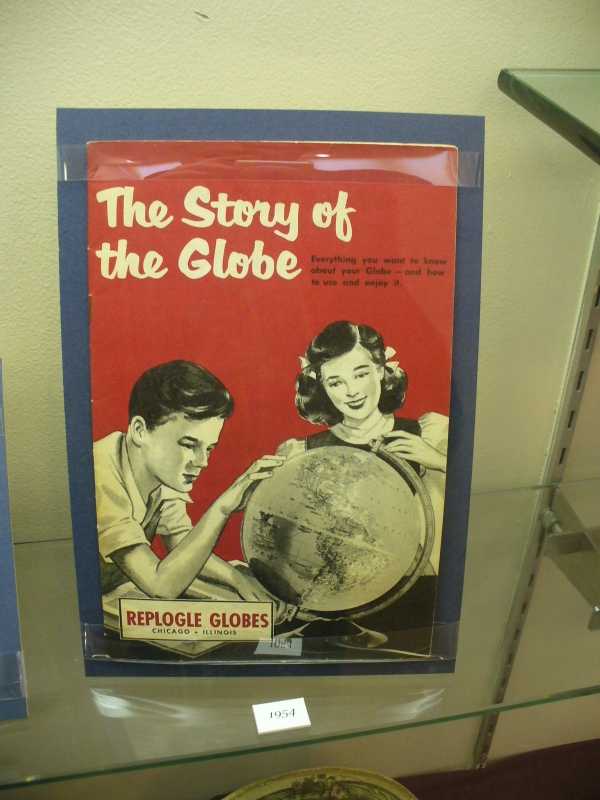 The Story of
the Globe
Everything you want to know
about your Globe — and how
to use and enjoy it.
REPLOGLE GLOBES
CHICAGO • ILLINOIS
1954